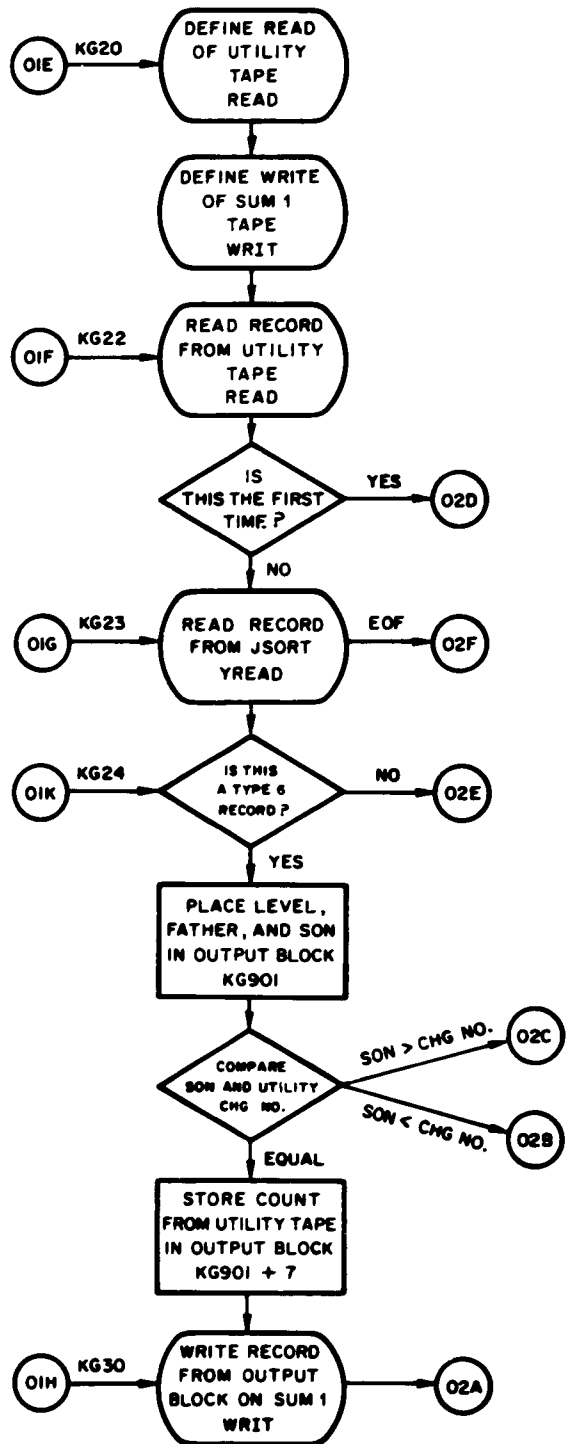 DEFINE READ
OF UTILITY
TAPE
READ
KG20
01E
DEFINE WRITE
OF SUM 1
TAPE
WRIT
READ RECORD
FROM UTILITY
TAPE
READ
KG22
01F
IS
THIS THE FIRST
TIME?
YES
02D
NO
READ RECORD
FROM JSORT
YREAD
KG23
01G
EOF
02F
IS THIS
A TYPE 6
RECORD?
KG24
01K
NO
02E
YES
PLACE LEVEL,
FATHER, AND SON
IN OUTPUT BLOCK
KG901
COMPARE
SON AND UTILITY
CHG NO.
SON > CHG NO.
02C
SON < CHG NO.
02B
EQUAL
STORE COUNT
FROM UTILITY TAPE
IN OUTPUT BLOCK
KG901 + 7
WRITE RECORD
FROM OUTPUT
BLOCK ON SUM 1
WRIT
KG30
01H
02A